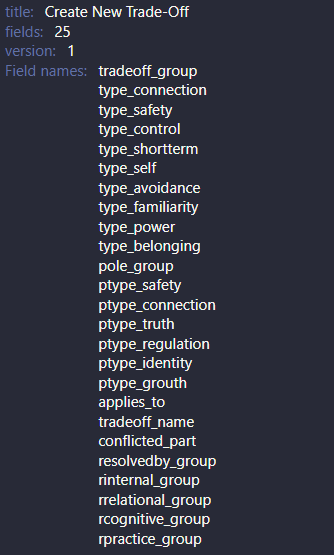 title: Create New Trade-Off
fields: 25
version: 1
Field names: tradeoff_group
type_connection
type_safety
type_control
type_shortterm
type_self
type_avoidance
type_familiarity
type_power
type_belonging
pole_group
ptype_safety
ptype_connection
ptype_truth
ptype_regulation
ptype_identity
ptype_grouth
applies_to
tradeoff_name
conflicted_part
resolvedby_group
rinternal_group
rrelational_group
rcognitive_group
rpractice_group